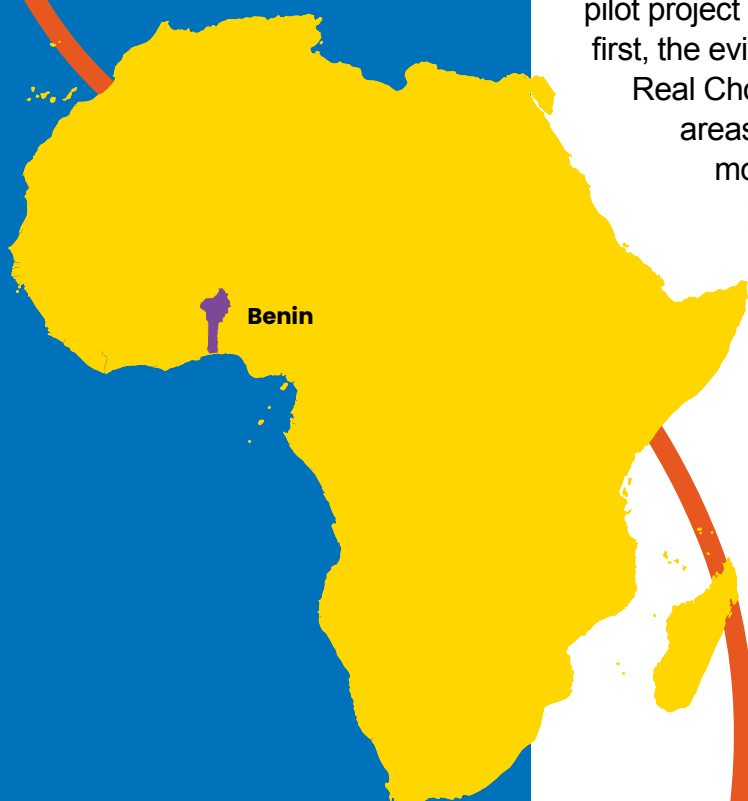 pilot project
first, the evi
Real Cho
areas
mo
Benin